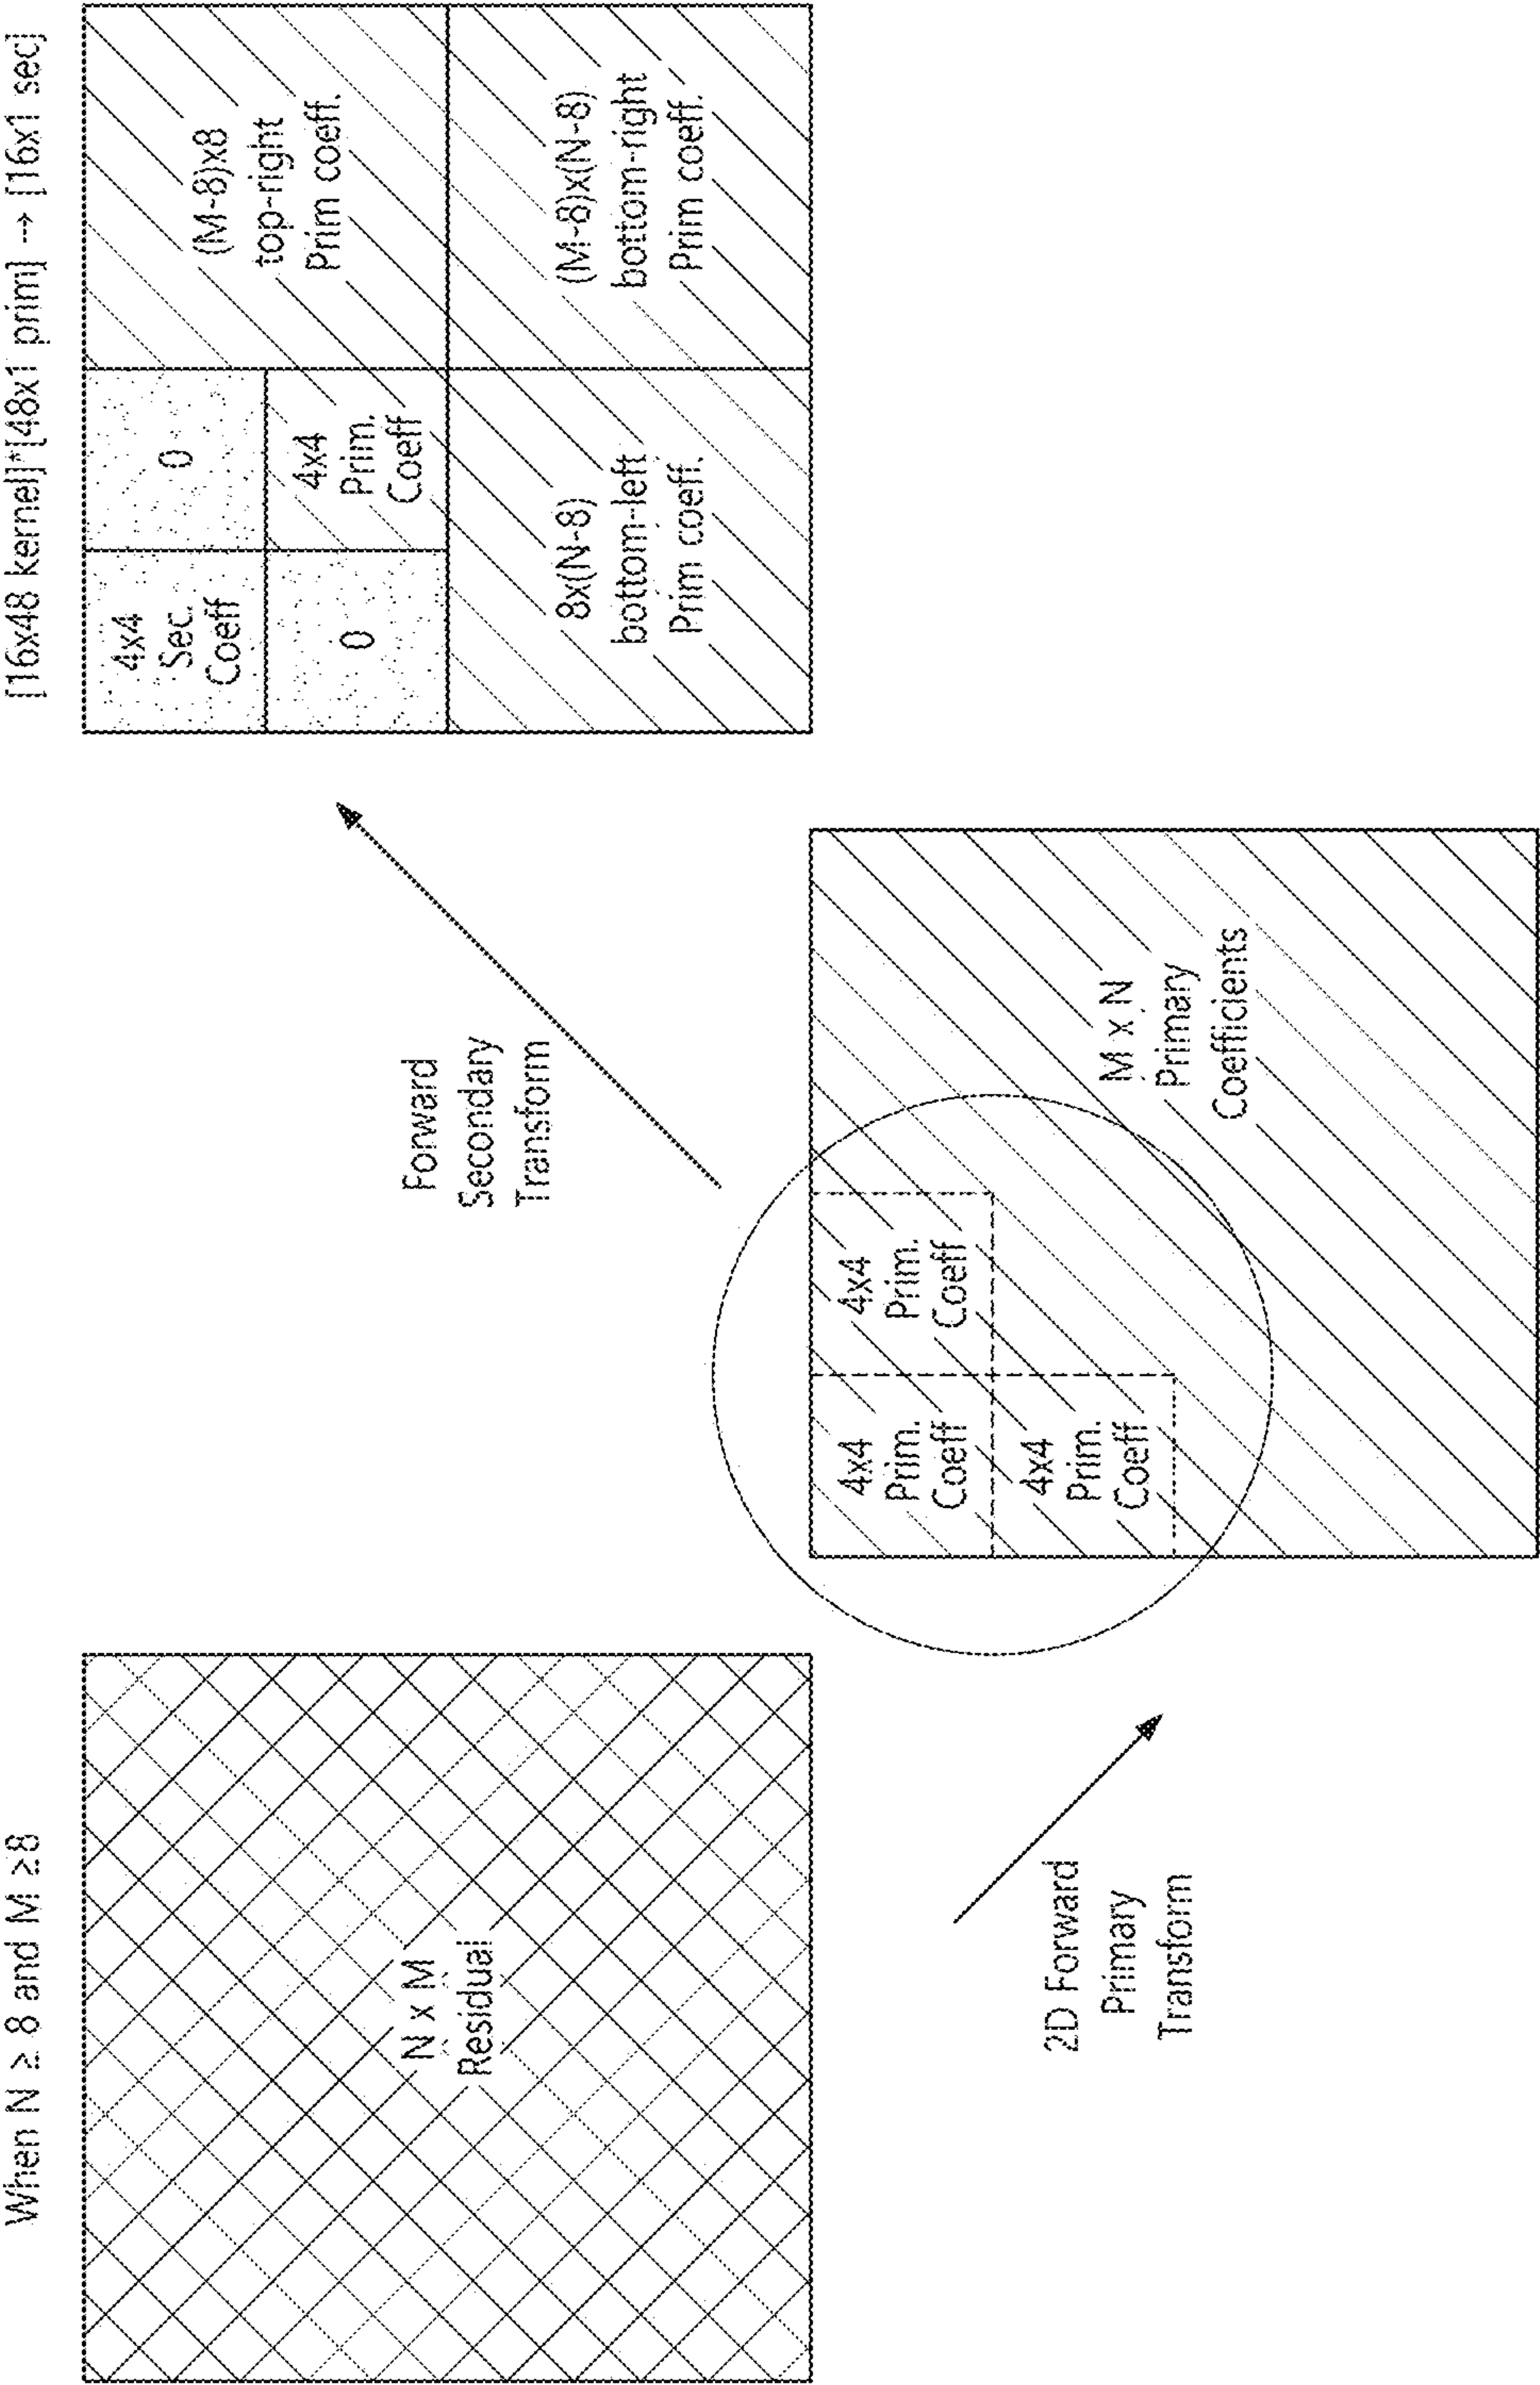 When N ≥ 8 and M ≥8
N x M
Residual
2D Forward
Primary
Transform
4x4
Prim.
Coeff
4x4
Prim.
Coeff
4x4
Prim.
Coeff
M x N
Primary
Coefficients
Forward
Secondary
Transform
[16x48 kernel]*[48x1 prim] → [16x1 sec]
4x4
Sec.
Coeff
0
0
4x4
Prim.
Coeff
(M-8)x8
top-right
Prim coeff.
8x(N-8)
bottom-left
Prim coeff.
(M-8)x(N-8)
bottom-right
Prim coeff.